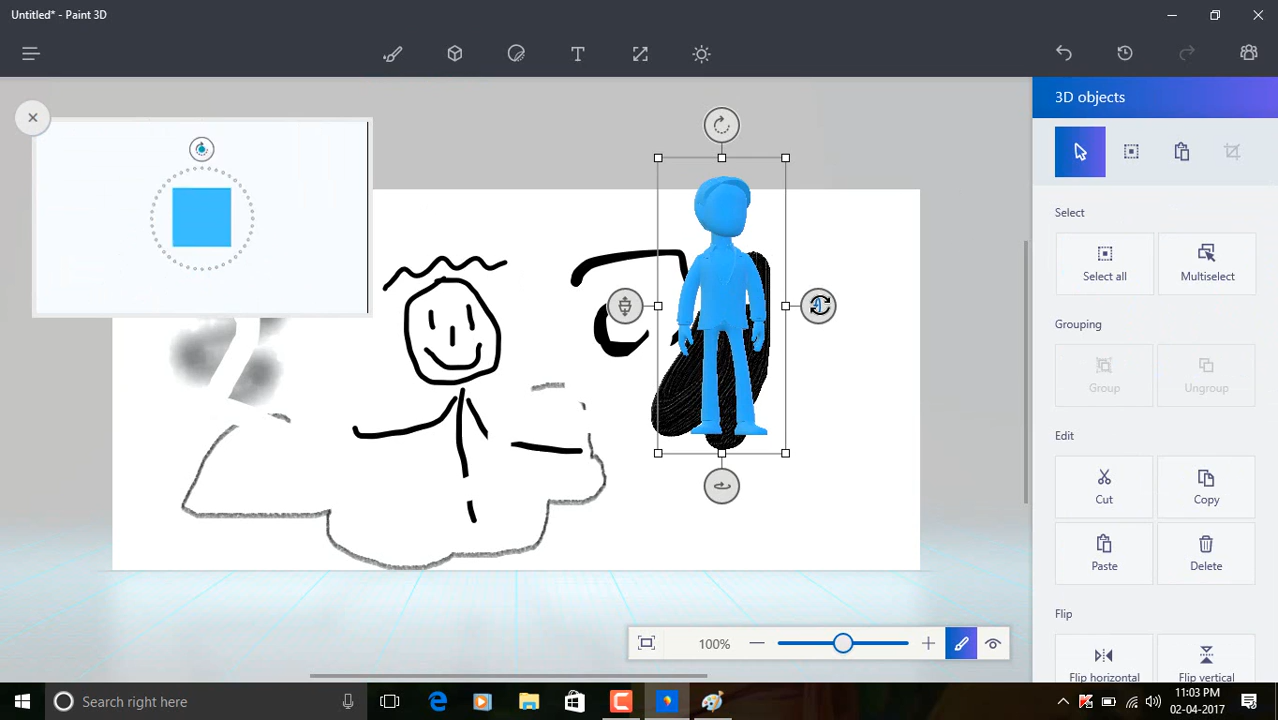 Untitled* - Paint 3D
3D objects
Select
Select all
Multiselect
Grouping
Group
Ungroup
Edit
Cut
Copy
Paste
Delete
Flip
Flip horizontal
Flip vertical
100%
Search right here
11:03 PM
02-04-2017